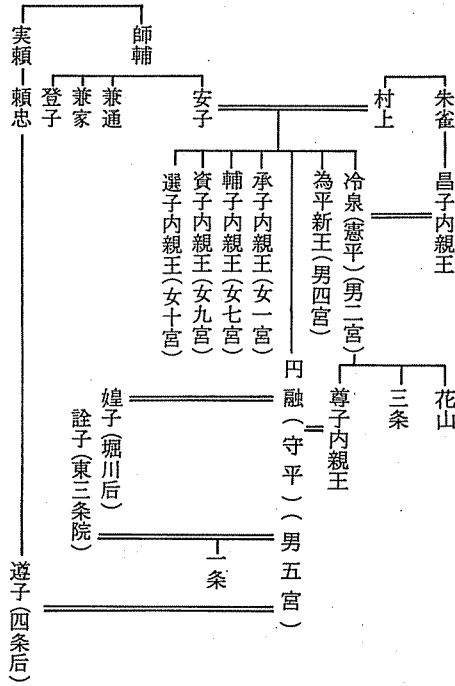 朱雀
昌子内親王
村上
冷泉(憲平)(男二宮)
花山
三条
尊子内親王
為平新王(男四宮)
円融(守平)(男五宮)
一条
承子内親王(女一宮)
輔子内親王(女七宮)
資子内親王(女九宮)
選子内親王(女十宮)
安子
師輔
兼通
兼家
登子
媓子(堀川后)
詮子(東三条院)
実頼
頼忠
遵子(四条后)